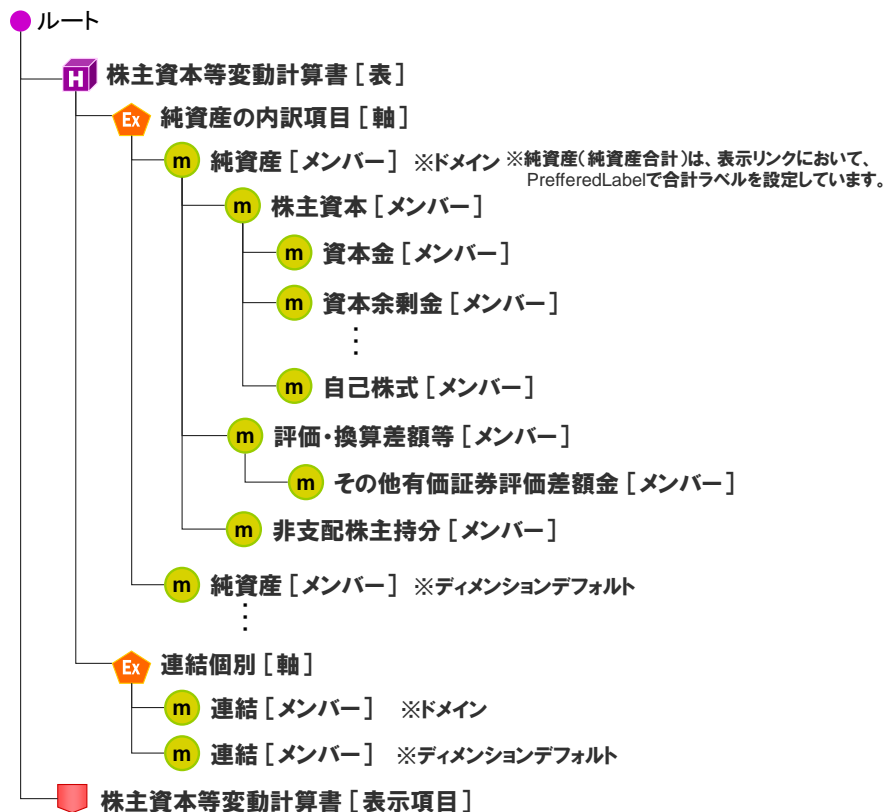 ルート
H 株主資本等変動計算書[表]
Ex 純資産の内訳項目[軸]
m 純資産[メンバー] ※ドメイン ※純資産(純資産合計)は、表示リンクにおいて、
PrefferedLabelで合計ラベルを設定しています。
m 株主資本[メンバー]
m 資本金[メンバー]
m 資本余剰金[メンバー]
⋮
m 自己株式[メンバー]
m 評価・換算差額等[メンバー]
m その他有価証券評価差額金[メンバー]
m 非支配株主持分[メンバー]
m 純資産[メンバー] ※ディメンションデフォルト
⋮
Ex 連結個別[軸]
m 連結[メンバー] ※ドメイン
m 連結[メンバー] ※ディメンションデフォルト
株主資本等変動計算書[表示項目]